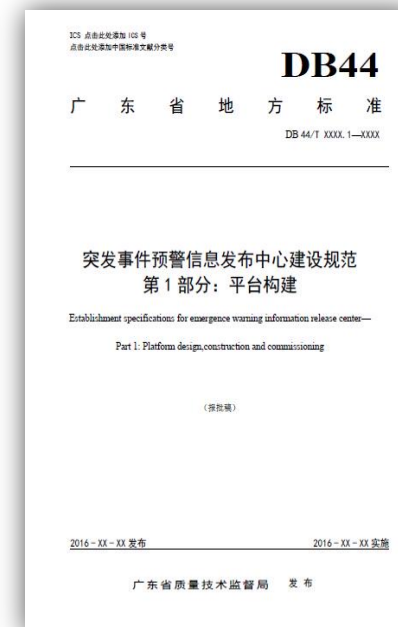 ICS 点击此处添加 ICS 号
点击此处添加中国标准文献分类号
DB44
广东省地方标准
DB 44/T XXXX.1—XXXX
突发事件预警信息发布中心建设规范
第 1 部分：平台构建
Establishment specifications for emergence warning information release center—
Part 1: Platform design,construction and commissioning
（报批稿）
2016-XX-XX 发布 2016-XX-XX 实施
广东省质量技术监督局 发布